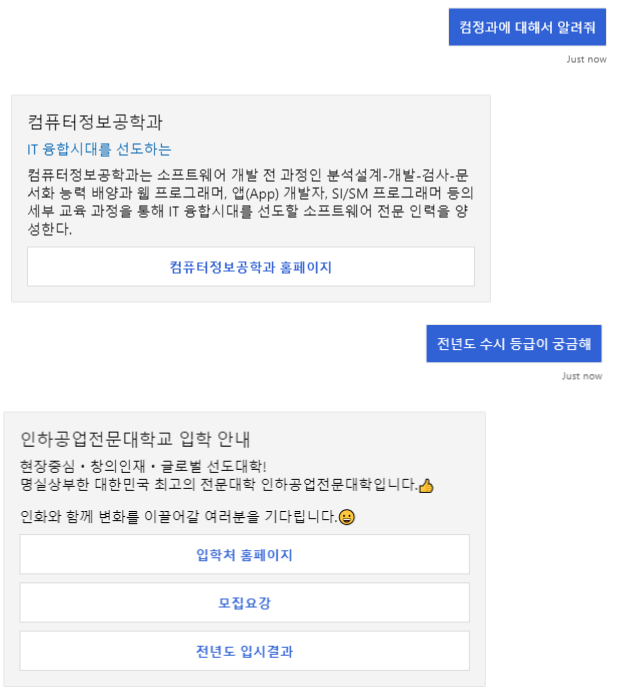 컴정과에 대해서 알려줘
Just now
컴퓨터정보공학과
IT 융합시대를 선도하는
컴퓨터정보공학과는 소프트웨어 개발 전 과정인 분석설계-개발-검사-문
서화 능력 배양과 웹 프로그래머, 앱(App) 개발자, SI/SM 프로그래머 등의
세부 교육 과정을 통해 IT 융합시대를 선도할 소프트웨어 전문 인력을 양
성한다.
컴퓨터정보공학과 홈페이지
전년도 수시 등급이 궁금해
Just now
인하공업전문대학교 입학 안내
현장중심・창의인재・글로벌 선도대학!
명실상부한 대한민국 최고의 전문대학 인하공업전문대학입니다.👍
인화와 함께 변화를 이끌어갈 여러분을 기다립니다.😀
입학처 홈페이지
모집요강
전년도 입시결과